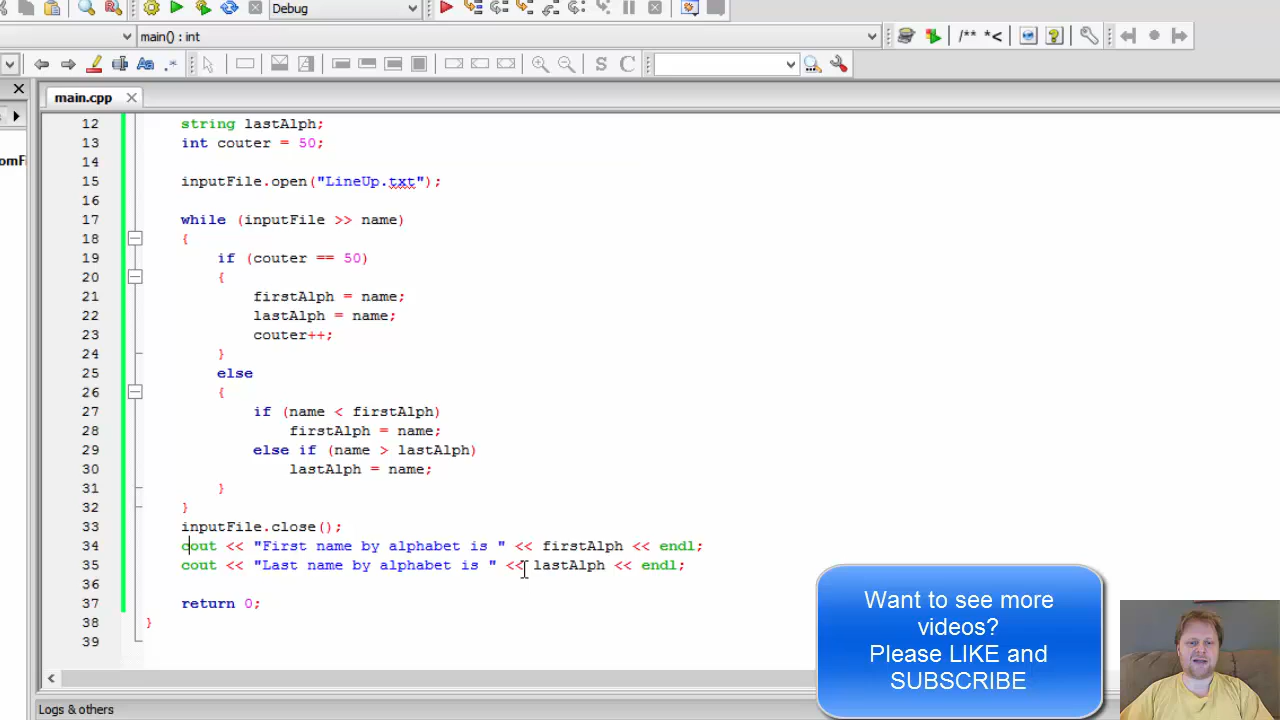 Debug
main() : int
/** *<
S C
main.cpp
omFi
12 string lastAlph;
13 int couter = 50;
14
15 inputFile.open("LineUp.txt");
16
17 while (inputFile >> name)
18 {
19 if (couter == 50)
20 {
21 firstAlph = name;
22 lastAlph = name;
23 couter++;
24 }
25 else
26 {
27 if (name < firstAlph)
28 firstAlph = name;
29 else if (name > lastAlph)
30 lastAlph = name;
31 }
32 }
33 inputFile.close();
34 cout << "First name by alphabet is " << firstAlph << endl;
35 cout << "Last name by alphabet is " << lastAlph << endl;
36
37 return 0;
38 }
39
Want to see more
videos?
Please LIKE and
SUBSCRIBE
Logs & others